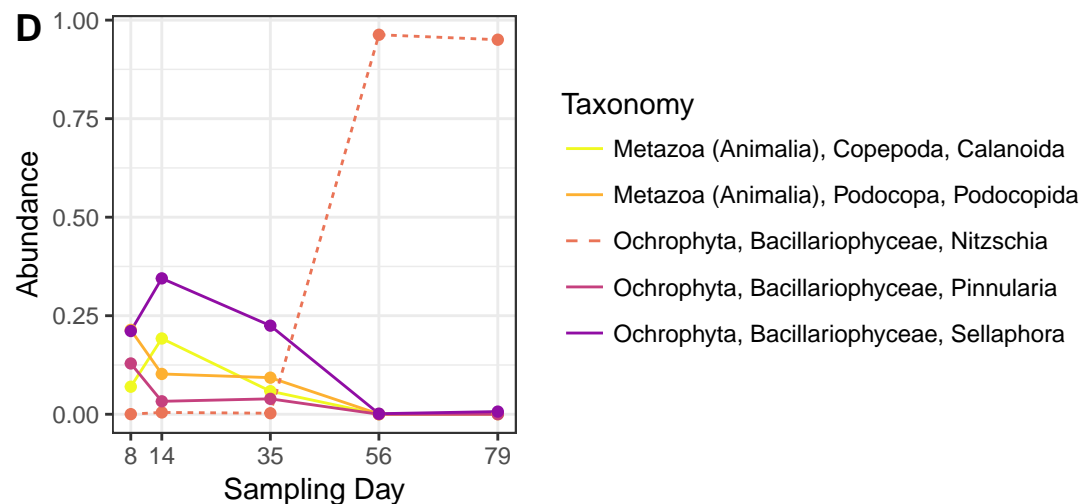 D
1.00
0.75
0.50
0.25
0.00
Abundance
8 14 35 56 79
Sampling Day
Taxonomy
Metazoa (Animalia), Copepoda, Calanoida
Metazoa (Animalia), Podocopa, Podocopida
Ochrophyta, Bacillariophyceae, Nitzschia
Ochrophyta, Bacillariophyceae, Pinnularia
Ochrophyta, Bacillariophyceae, Sellaphora